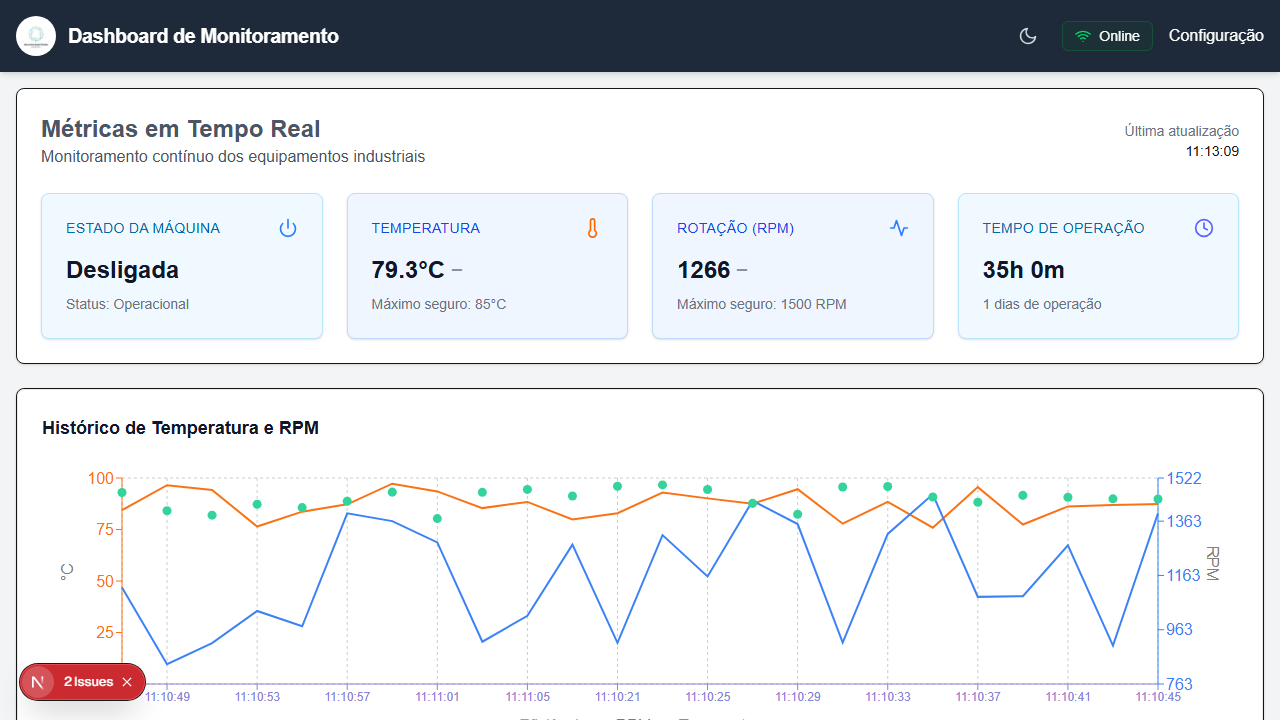 Dashboard de Monitoramento
Online
Configuração
Métricas em Tempo Real
Monitoramento contínuo dos equipamentos industriais
Última atualização
11:13:09
ESTADO DA MÁQUINA
Desligada
Status: Operacional
TEMPERATURA
79.3°C –
Máximo seguro: 85°C
ROTAÇÃO (RPM)
1266 –
Máximo seguro: 1500 RPM
TEMPO DE OPERAÇÃO
35h 0m
1 dias de operação
Histórico de Temperatura e RPM
100
75
50
25
°C
1522
1363
1163
963
763
RPM
11:10:49
11:10:53
11:10:57
11:11:01
11:11:05
11:10:21
11:10:25
11:10:29
11:10:33
11:10:37
11:10:41
11:10:45
N
2 Issues